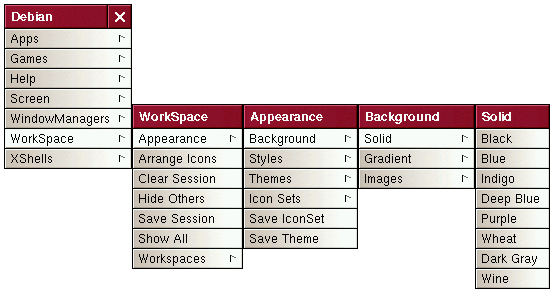 Debian
Apps
Games
Help
Screen
WindowManagers
WorkSpace
XShells
WorkSpace
Appearance
Arrange Icons
Clear Session
Hide Others
Save Session
Show All
Workspaces
Appearance
Background
Styles
Themes
Icon Sets
Save IconSet
Save Theme
Background
Solid
Gradient
Images
Solid
Black
Blue
Indigo
Deep Blue
Purple
Wheat
Dark Gray
Wine